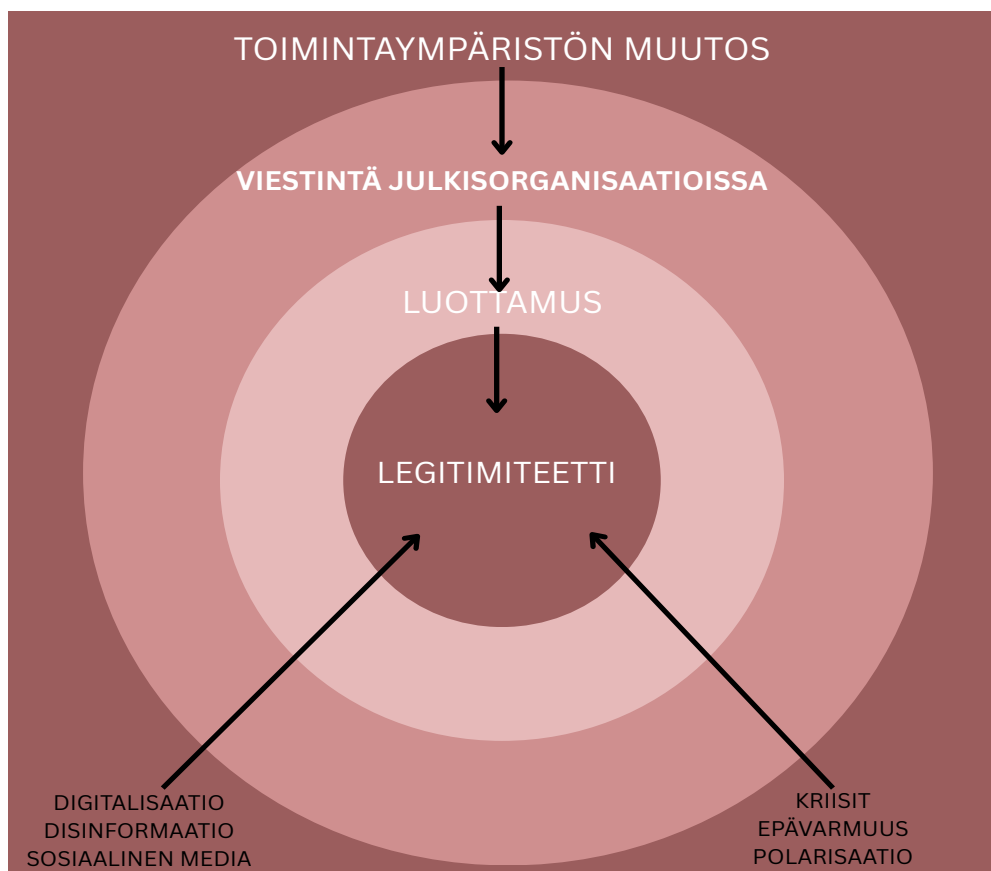 TOIMINTAYMPÄRISTÖN MUUTOS
VIESTINTÄ JULKISORGANISAATIOISSA
LUOTTAMUS
LEGITIMITEETTI
DIGITALISAATIO
DISINFORMAATIO
SOSIAALINEN MEDIA
KRIISIT
EPÄVARMUUS
POLARISAATIO